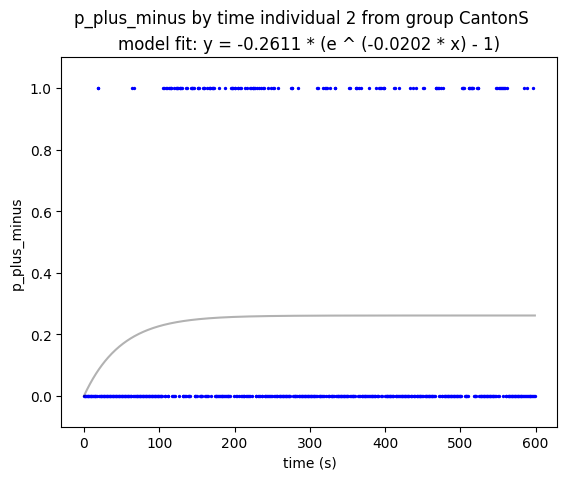 p_plus_minus by time individual 2 from group CantonS
model fit: y = -0.2611 * (e ^ (-0.0202 * x) - 1)
1.0
0.8
0.6
0.4
0.2
0.0
p_plus_minus
0 100 200 300 400 500 600
time (s)